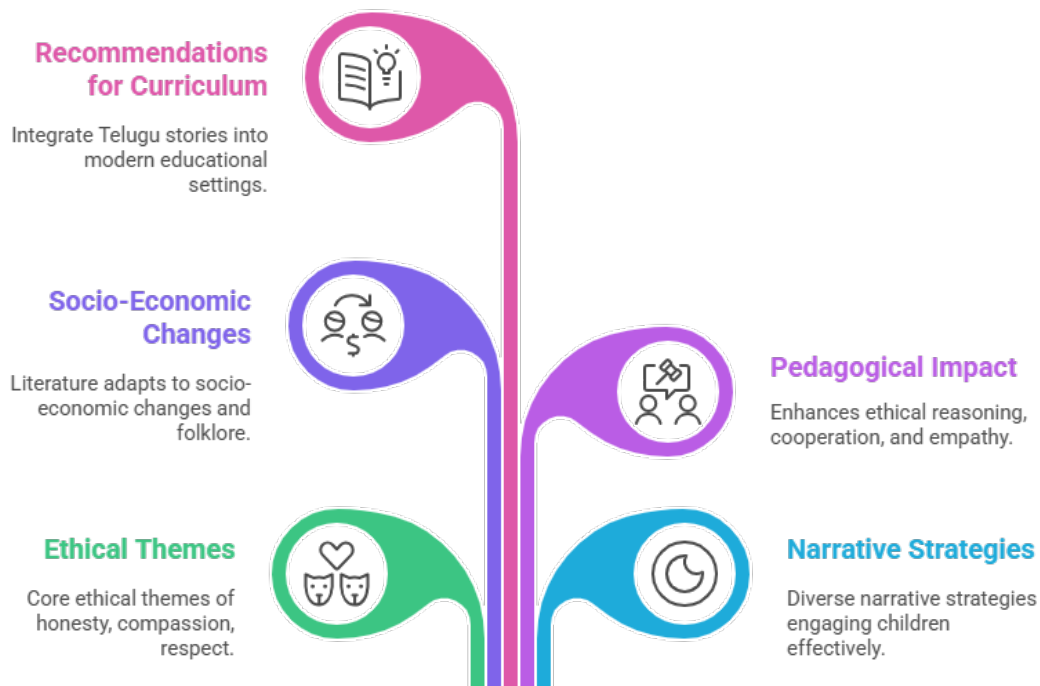 Recommendations
for Curriculum
Integrate Telugu stories into
modern educational
settings.
Socio-Economic
Changes
Literature adapts to socio-
economic changes and
folklore.
Pedagogical Impact
Enhances ethical reasoning,
cooperation, and empathy.
Ethical Themes
Core ethical themes of
honesty, compassion,
respect.
Narrative Strategies
Diverse narrative strategies
engaging children
effectively.